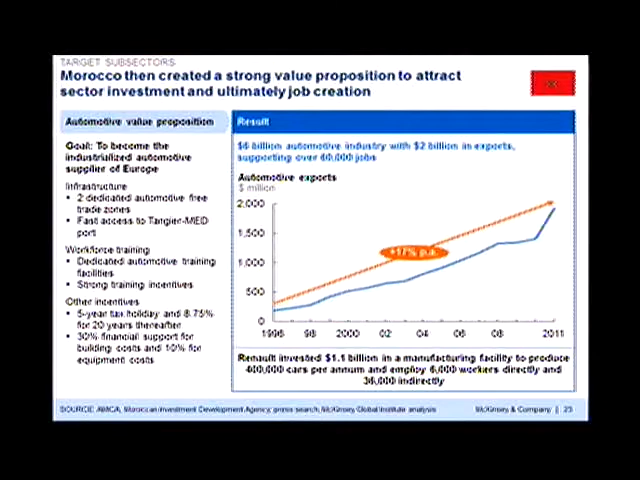 TARGET SUBSECTORS
Morocco then created a strong value proposition to attract
sector investment and ultimately job creation
Automotive value proposition
Goal: To become the
industrialized automotive
supplier of Europe
Infrastructure
▪ 2 dedicated automotive free
trade zones
▪ Fast access to Tangier-MED
port
Workforce training
▪ Dedicated automotive training
facilities
▪ Strong training incentives
Other incentives
▪ 5-year tax holiday and 8.75%
for 20 years thereafter
▪ 30% financial support for
building costs and 10% for
equipment costs
Result
$6 billion automotive industry with $2 billion in exports,
supporting over 60,000 jobs
Automotive exports
$ million
2,000
1,500
1,000
500
0
+17% p.a.
1996 98 2000 02 04 06 08 2011
Renault invested $1.1 billion in a manufacturing facility to produce
400,000 cars per annum and employ 6,000 workers directly and
36,000 indirectly
SOURCE: AMICA; Moroccan Investment Development Agency; press search; McKinsey Global Institute analysis
McKinsey & Company | 23